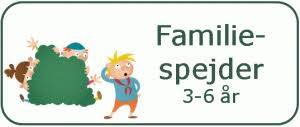 Familie-
spejder
3-6 år